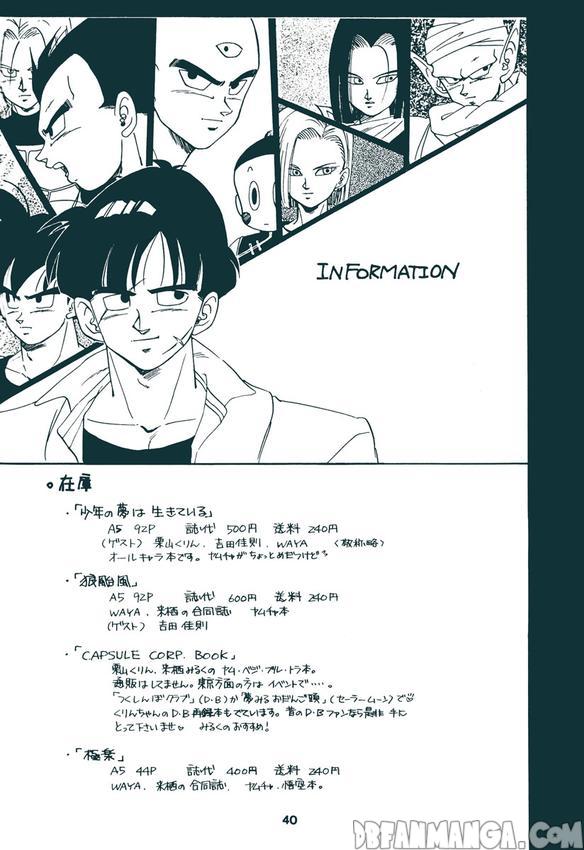 INFORMATION
。在庫
・「少年の夢は生きている」
A5 92P 誌代 500円 送料 240円
(ゲスト) 栗山くりん、吉田佳則、WAYA (敬称略)
オールキャラ本です。ヤムチャがちょっとめだつけど
・「狼颱風」
A5 92P 誌代 600円 送料 240円
WAYA、来栖の合同誌 ヤムチャ本
(ゲスト) 吉田佳則
・「CAPSULE CORP. BOOK」
栗山くりん、来栖みるくのヤム・ベジ・ブル・トラ本。
通販はしてません。東京方面の方はイベントで‥‥。
「つくしんぼクラブ」(D・B)か「夢みるおだんご頭」(セーラームーン)で♡
くりんちゃんのD・B再録本もでています。昔のD・Bファンなら是非手に
とって下さいませ♡ みるくのおすすめ!
・「極楽」
A5 44P 誌代 400円 送料 240円
WAYA、来栖の合同誌、ヤムチャ・悟空本。
40
DBFANMANGA.COM